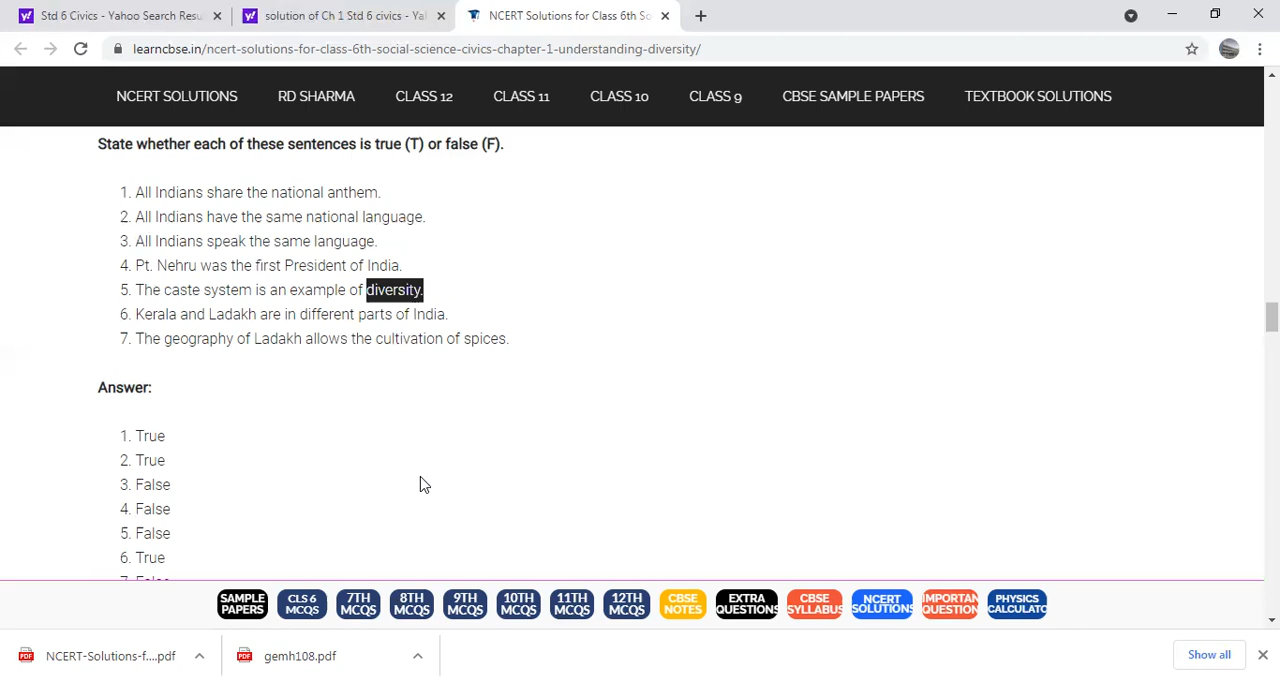 Std 6 Civics - Yahoo Search Resu
solution of Ch 1 Std 6 civics - Ya
NCERT Solutions for Class 6th So
learncbse.in/ncert-solutions-for-class-6th-social-science-civics-chapter-1-understanding-diversity/
NCERT SOLUTIONS RD SHARMA CLASS 12 CLASS 11 CLASS 10 CLASS 9 CBSE SAMPLE PAPERS TEXTBOOK SOLUTIONS
State whether each of these sentences is true (T) or false (F).
1. All Indians share the national anthem.
2. All Indians have the same national language.
3. All Indians speak the same language.
4. Pt. Nehru was the first President of India.
5. The caste system is an example of diversity.
6. Kerala and Ladakh are in different parts of India.
7. The geography of Ladakh allows the cultivation of spices.
Answer:
1. True
2. True
3. False
4. False
5. False
6. True
7. False
SAMPLE PAPERS
CLS 6 MCQS
7TH MCQS
8TH MCQS
9TH MCQS
10TH MCQS
11TH MCQS
12TH MCQS
CBSE NOTES
EXTRA QUESTIONS
CBSE SYLLABUS
NCERT SOLUTIONS
IMPORTAN QUESTION
PHYSICS CALCULATO
NCERT-Solutions-f....pdf
gemh108.pdf
Show all